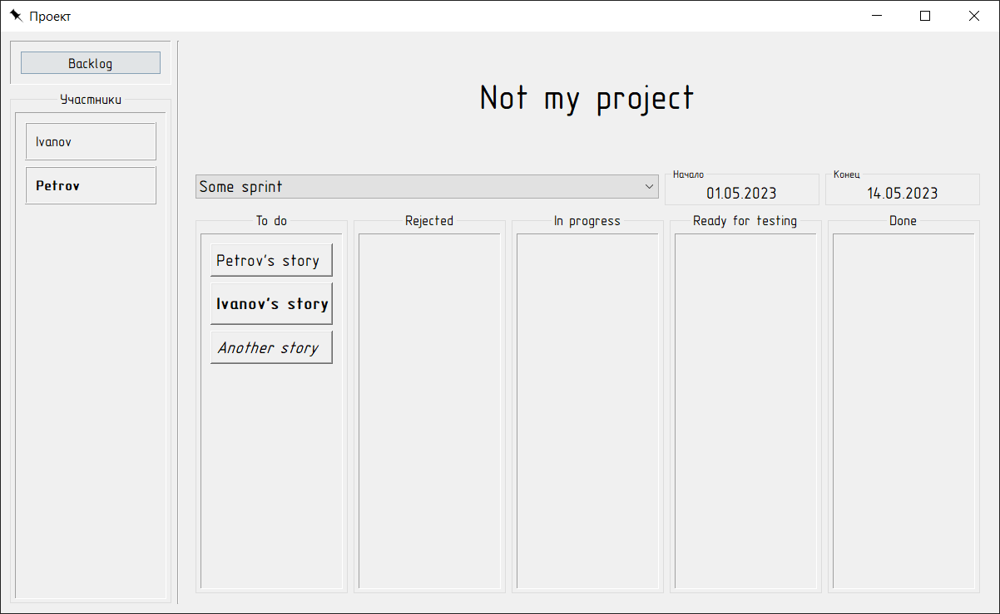 Проект
Backlog
Участники
Ivanov
Petrov
Not my project
Some sprint
Начало
01.05.2023
Конец
14.05.2023
To do
Petrov's story
Ivanov's story
Another story
Rejected
In progress
Ready for testing
Done